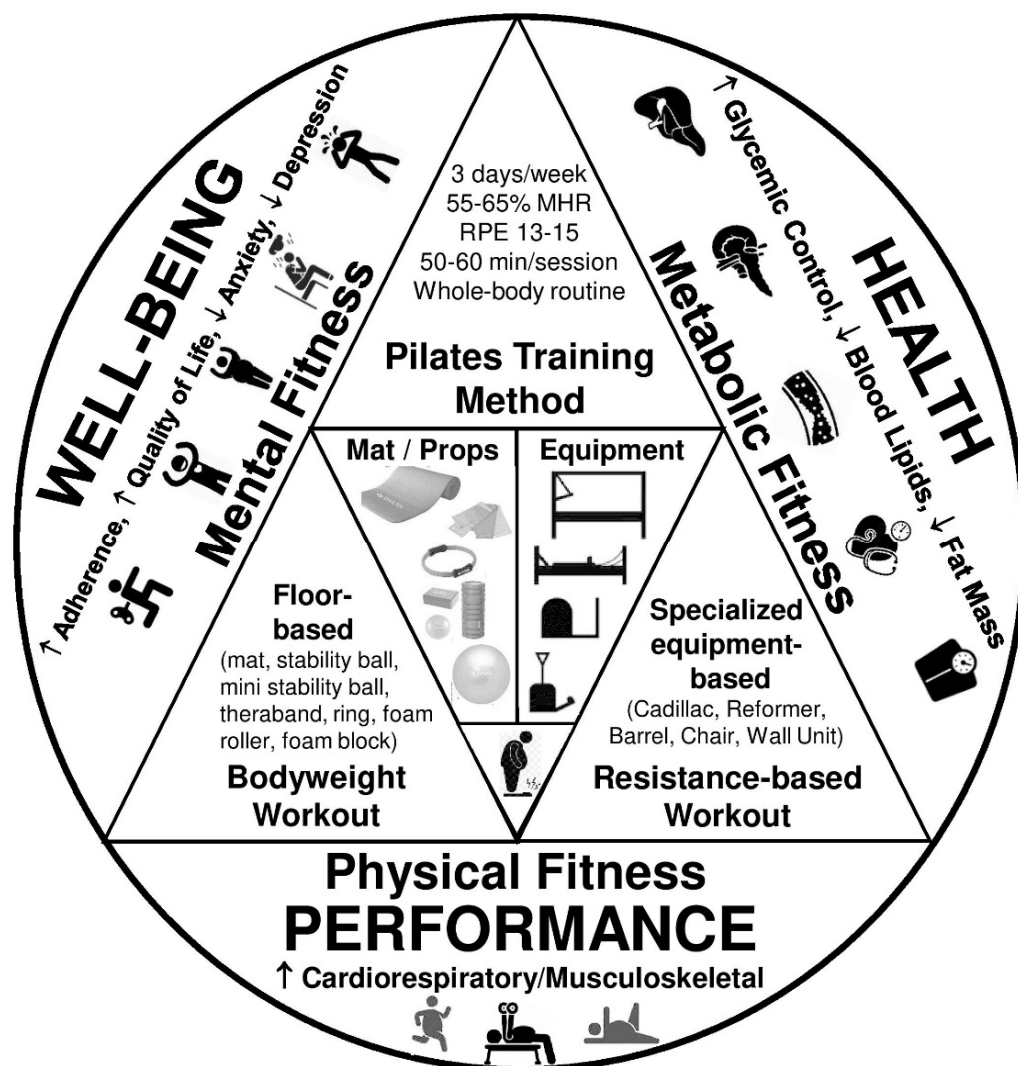 WELL-BEING
↑ Adherence, ↑ Quality of Life, ↓ Anxiety, ↓ Depression
Mental Fitness
3 days/week
55-65% MHR
RPE 13-15
50-60 min/session
Whole-body routine
Pilates Training
Method
HEALTH
↑ Glycemic Control, ↓ Blood Lipids, ↓ Fat Mass
Metabolic Fitness
Mat / Props
Equipment
Floor-
based
(mat, stability ball,
mini stability ball,
theraband, ring, foam
roller, foam block)
Bodyweight
Workout
Specialized
equipment-
based
(Cadillac, Reformer,
Barrel, Chair, Wall Unit)
Resistance-based
Workout
Physical Fitness
PERFORMANCE
↑ Cardiorespiratory/Musculoskeletal